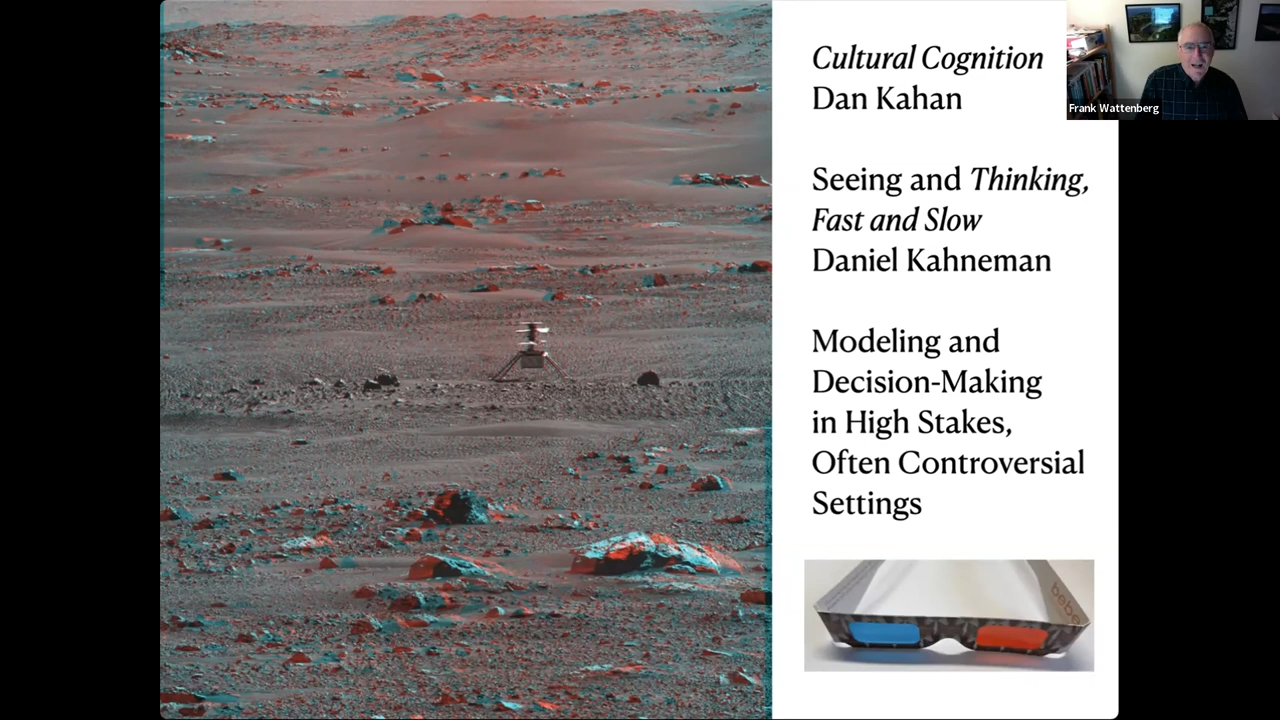 Cultural Cognition
Dan Kahan
Seeing and Thinking,
Fast and Slow
Daniel Kahneman
Modeling and
Decision-Making
in High Stakes,
Often Controversial
Settings
Frank Wattenberg